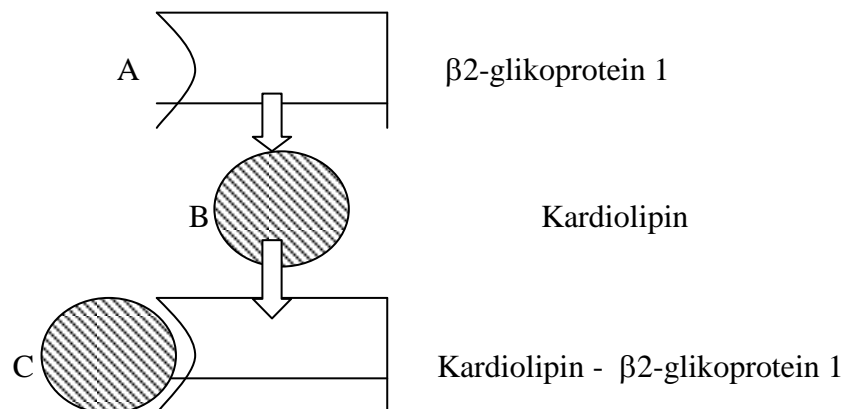 A β2-glikoprotein 1
B Kardiolipin
C Kardiolipin - β2-glikoprotein 1